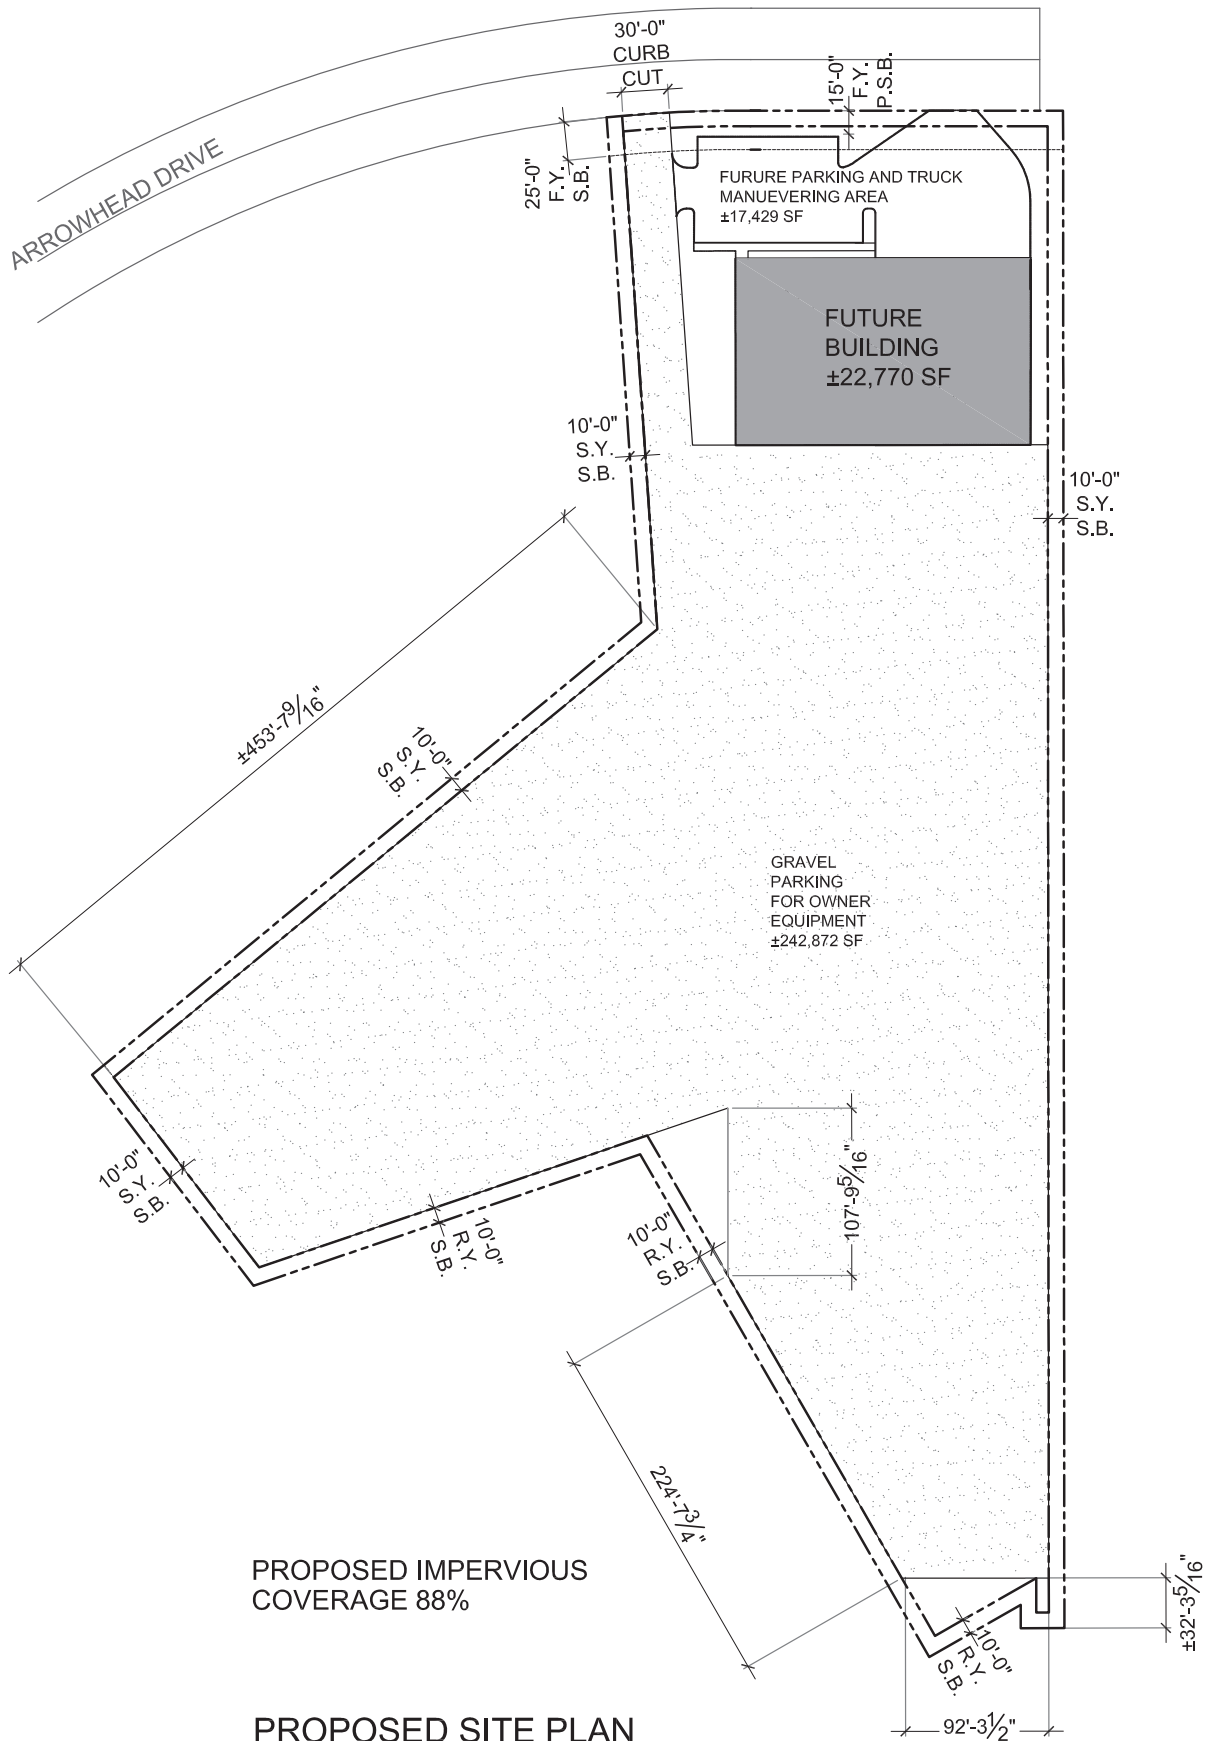 30'-0"
CURB
CUT
15'-0"
F.Y.
P.S.B.
ARROWHEAD DRIVE
25'-0"
F.Y.
S.B.
FURURE PARKING AND TRUCK
MANUEVERING AREA
±17,429 SF
FUTURE
BUILDING
±22,770 SF
10'-0"
S.Y.
S.B.
10'-0"
S.Y.
S.B.
±453'-7 9/16"
10'-0"
S.Y.
S.B.
GRAVEL
PARKING
FOR OWNER
EQUIPMENT
±242,872 SF
10'-0"
S.Y.
S.B.
10'-0"
R.Y.
S.B.
10'-0"
R.Y.
S.B.
107'-9 5/16"
224'-7 3/4"
PROPOSED IMPERVIOUS
COVERAGE 88%
±32'-3 5/16"
10'-0"
R.Y.
S.B.
92'-3 1/2"
PROPOSED SITE PLAN